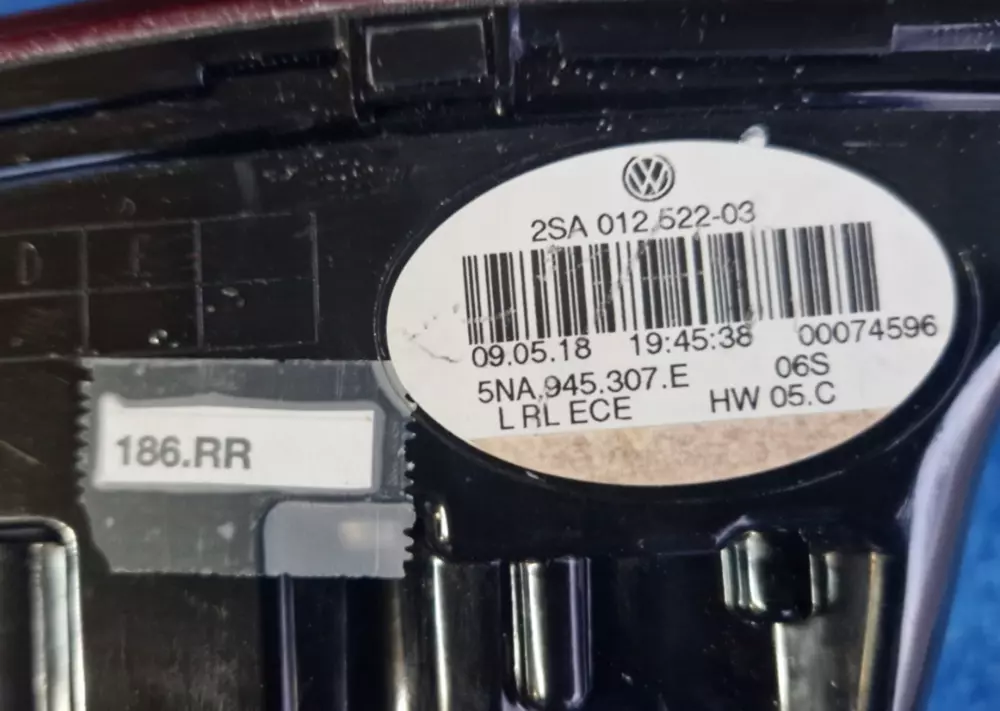 2SA 012 522-03
09.05.18 19:45:38 00074596
5NA.945.307.E 06S
L RL ECE HW 05.C
186.RR
D